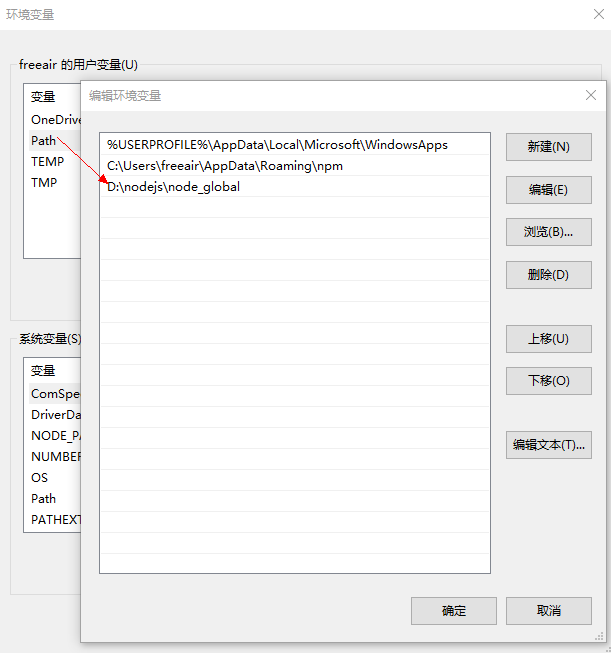 环境变量
freeair 的用户变量(U)
变量
OneDrive
Path
TEMP
TMP
编辑环境变量
%USERPROFILE%\AppData\Local\Microsoft\WindowsApps
C:\Users\freeair\AppData\Roaming\npm
D:\nodejs\node_global
新建(N)
编辑(E)
浏览(B)...
删除(D)
上移(U)
下移(O)
编辑文本(T)...
系统变量(S)
变量
ComSpe
DriverDa
NODE_PA
NUMBER
OS
Path
PATHEXT
确定
取消